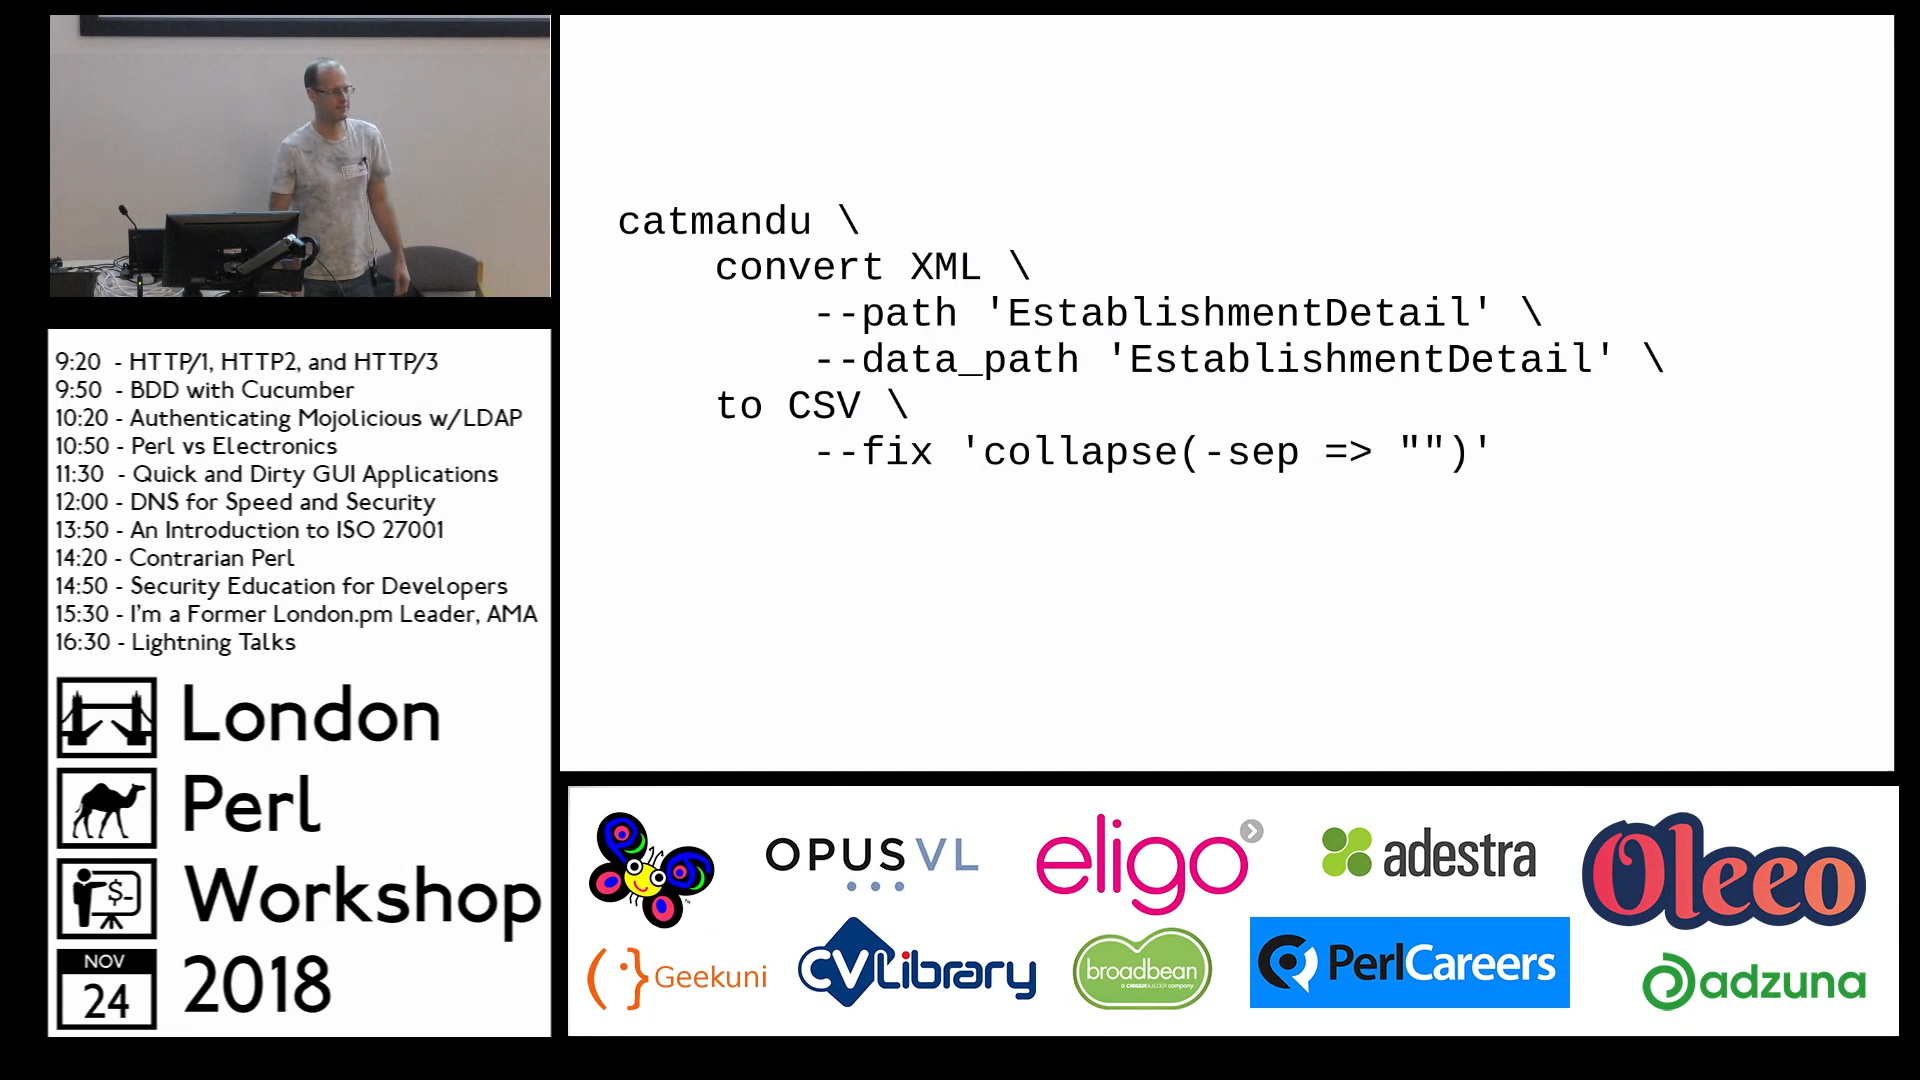 catmandu \
convert XML \
--path 'EstablishmentDetail' \
--data_path 'EstablishmentDetail' \
to CSV \
--fix 'collapse(-sep => "")'
9:20 - HTTP/1, HTTP2, and HTTP/3
9:50 - BDD with Cucumber
10:20 - Authenticating Mojolicious w/LDAP
10:50 - Perl vs Electronics
11:30 - Quick and Dirty GUI Applications
12:00 - DNS for Speed and Security
13:50 - An Introduction to ISO 27001
14:20 - Contrarian Perl
14:50 - Security Education for Developers
15:30 - I'm a Former London.pm Leader, AMA
16:30 - Lightning Talks
London
Perl
$-
Workshop
NOV
24
2018
OPUS VL
eligo
adestra
Oleeo
Geekuni
CVLibrary
broadbean
a CAREERBUILDER company
PerlCareers
adzuna